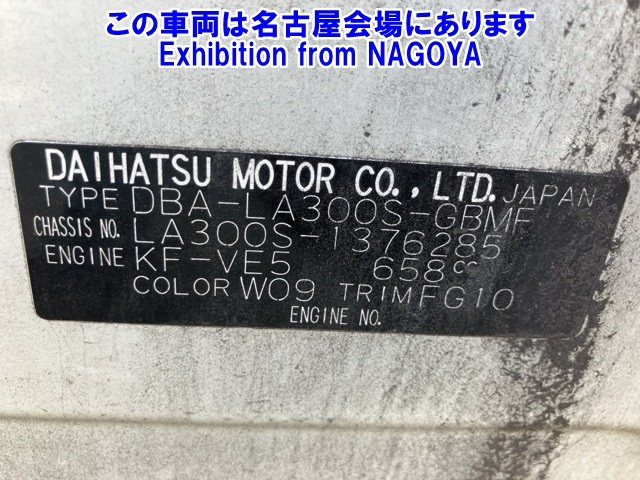 この車両は名古屋会場にあります
Exhibition from NAGOYA
DAIHATSU MOTOR CO., LTD. JAPAN
TYPE DBA-LA300S-GBMF
CHASSIS NO. LA300S-1376285
ENGINE KF-VE5 658cc
COLOR W09 TRIM FG10
ENGINE NO.